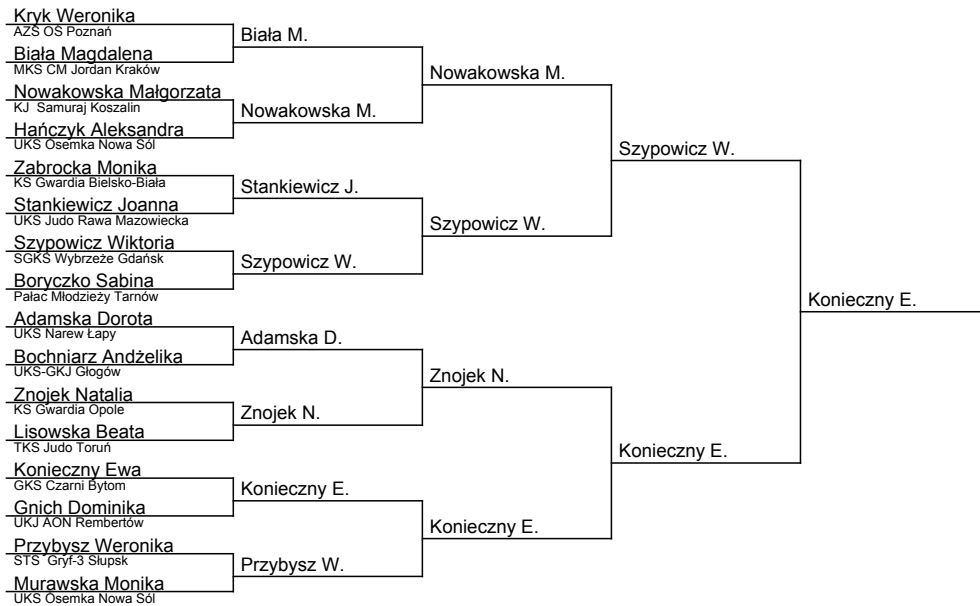 Kryk Weronika
AZS OŚ Poznań
Biała Magdalena
MKS CM Jordan Kraków
Nowakowska Małgorzata
KJ  Samuraj Koszalin
Hańczyk Aleksandra
UKS Ósemka Nowa Sól
Zabrocka Monika
KS Gwardia Bielsko-Biała
Stankiewicz Joanna
UKS Judo Rawa Mazowiecka
Szypowicz Wiktoria
SGKS Wybrzeże Gdańsk
Boryczko Sabina
Pałac Młodzieży Tarnów
Adamska Dorota
UKS Narew Łapy
Bochniarz Andżelika
UKS-GKJ Głogów
Znojek Natalia
KS Gwardia Opole
Lisowska Beata
TKS Judo Toruń
Konieczny Ewa
GKS Czarni Bytom
Gnich Dominika
UKJ AON Rembertów
Przybysz Weronika
STS  Gryf-3 Słupsk
Murawska Monika
UKS Ósemka Nowa Sól
Biała M.
Nowakowska M.
Stankiewicz J.
Szypowicz W.
Adamska D.
Znojek N.
Konieczny E.
Przybysz W.
Nowakowska M.
Szypowicz W.
Znojek N.
Konieczny E.
Szypowicz W.
Konieczny E.
Konieczny E.